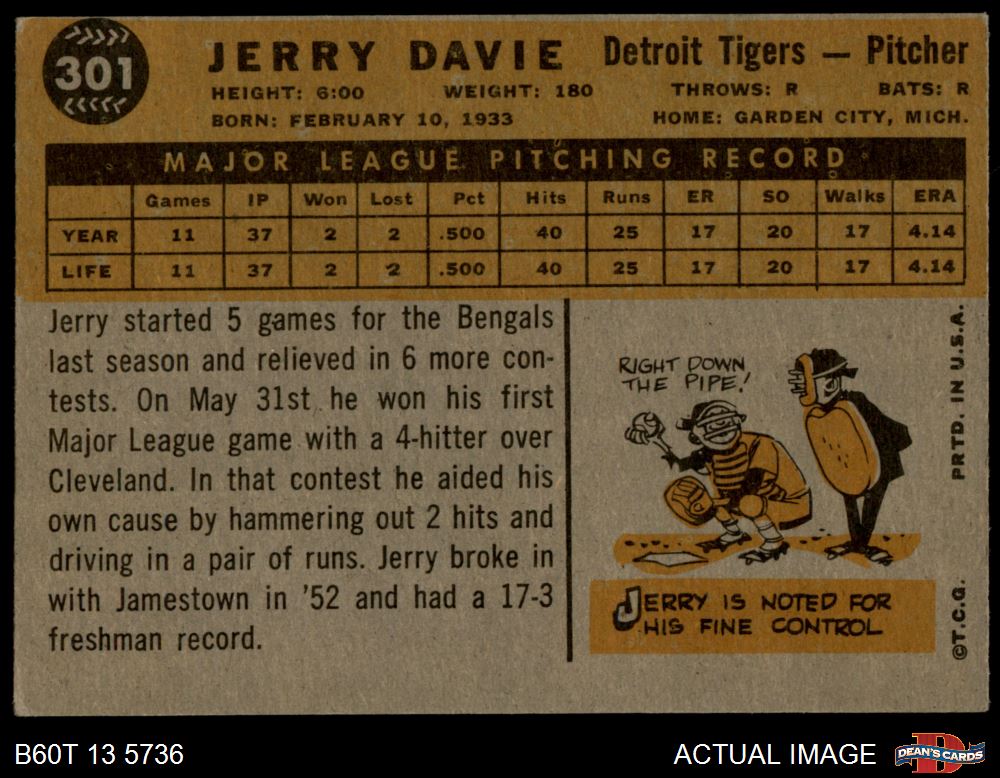 301
JERRY DAVIE Detroit Tigers — Pitcher
HEIGHT: 6:00 WEIGHT: 180 THROWS: R BATS: R
BORN: FEBRUARY 10, 1933 HOME: GARDEN CITY, MICH.
MAJOR LEAGUE PITCHING RECORD
Games IP Won Lost Pct Hits Runs ER SO Walks ERA
YEAR 11 37 2 2 .500 40 25 17 20 17 4.14
LIFE 11 37 2 2 .500 40 25 17 20 17 4.14
Jerry started 5 games for the Bengals
last season and relieved in 6 more con-
tests. On May 31st he won his first
Major League game with a 4-hitter over
Cleveland. In that contest he aided his
own cause by hammering out 2 hits and
driving in a pair of runs. Jerry broke in
with Jamestown in '52 and had a 17-3
freshman record.
RIGHT DOWN
THE PIPE!
JERRY IS NOTED FOR
HIS FINE CONTROL
©T.C.G. PRTD. IN U.S.A.
B60T 13 5736 ACTUAL IMAGE DEAN'S CARDS